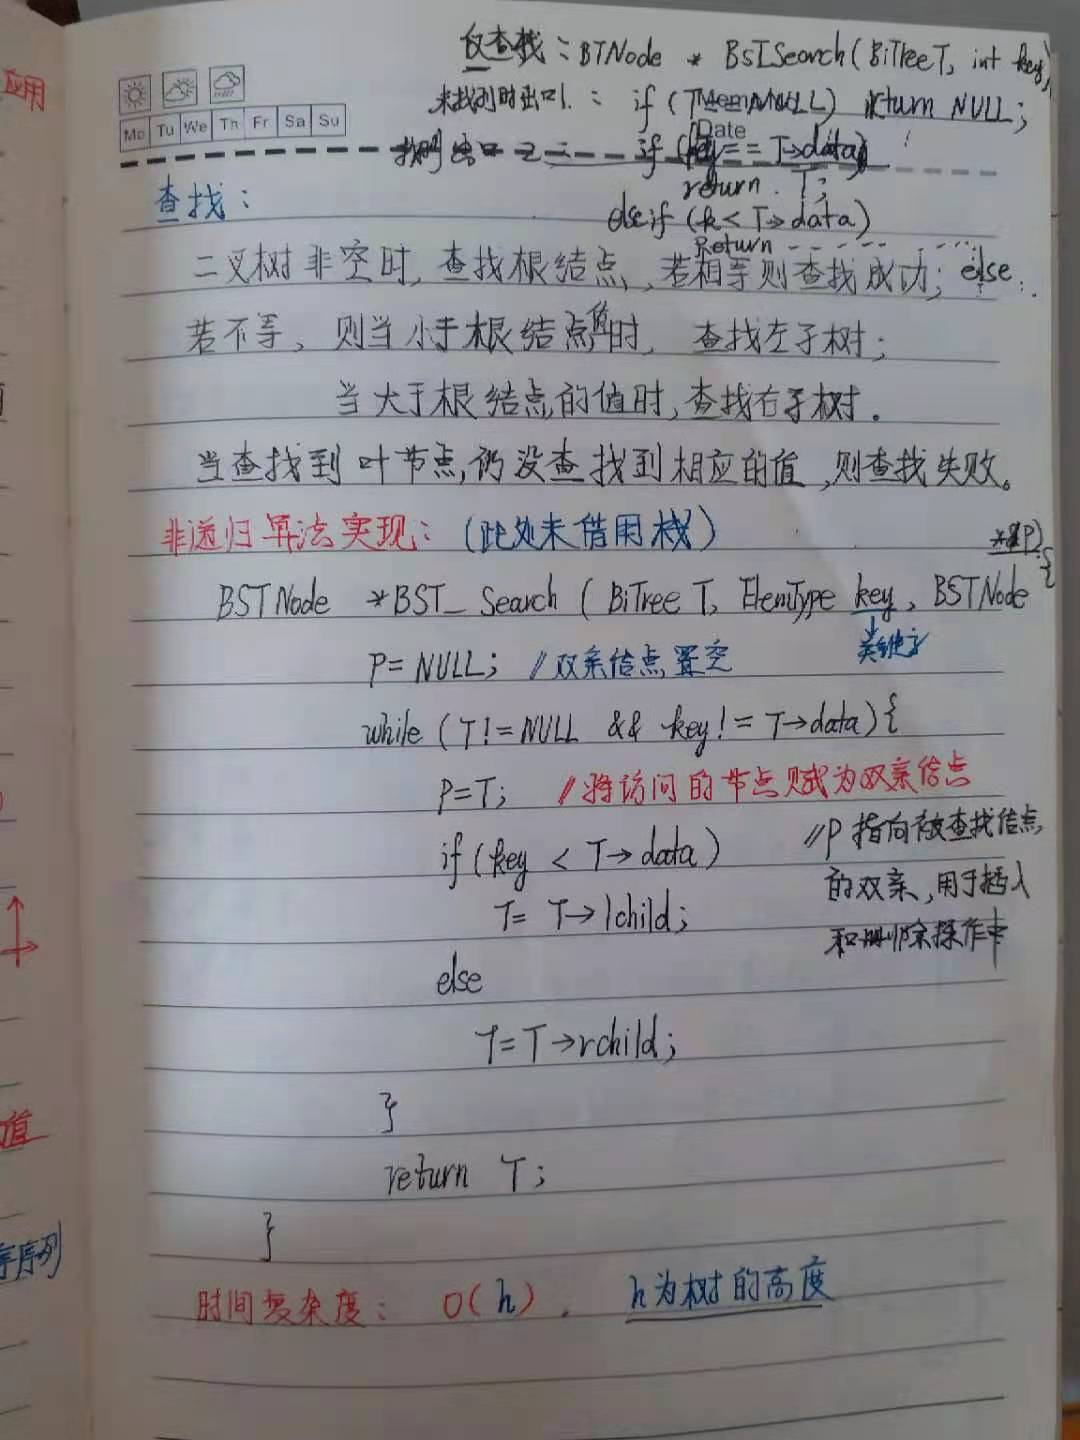 应用
仅查找：BTNode * BSTSearch(BiTree T, int key)
未找到时出口1：if (T==NULL) return NULL;
Mo Tu We Th Fr Sa Su
Memo No.
Date
找到出口2：if (key == T→data)
return T;
else if (k < T→data)
Return
查找：
二叉树非空时, 查找根结点, 若相等则查找成功; else
若不等, 则当小于根结点值时, 查找左子树;
当大于根结点的值时, 查找右子树.
当查找到叶节点, 仍没查找到相应的值, 则查找失败。
非递归算法实现：(此处未借用栈)
BSTNode *BST_Search ( BiTree T, ElemType key, BSTNode *&P) {
关键字
P= NULL; //双亲结点置空
while (T!=NULL && key!=T→data){
P=T; //将访问的节点赋为双亲结点
if(key < T→data)
//P指向被查找结点
的双亲,用于插入
和删除操作中
T= T→lchild;
else
T=T→rchild;
}
return T;
}
值
序列
时间复杂度： O(h). h为树的高度